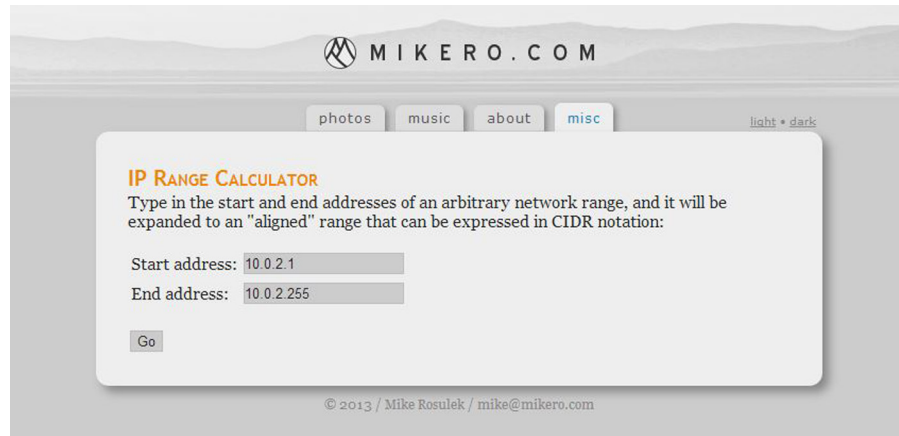 MIKERO.COM
photos music about misc light • dark
IP RANGE CALCULATOR
Type in the start and end addresses of an arbitrary network range, and it will be
expanded to an "aligned" range that can be expressed in CIDR notation:
Start address: 10.0.2.1
End address: 10.0.2.255
Go
© 2013 / Mike Rosulek / mike@mikero.com